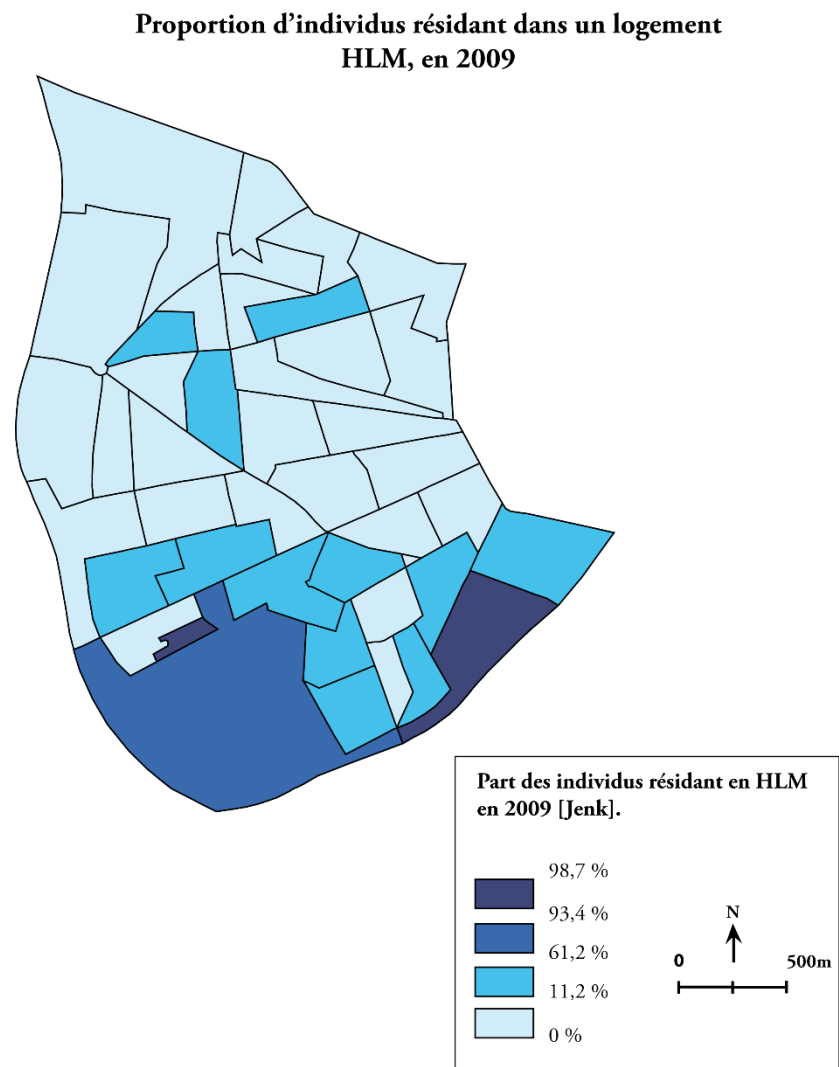 Proportion d’individus résidant dans un logement
HLM, en 2009
Part des individus résidant en HLM
en 2009 [Jenk].
98,7 %
93,4 %
61,2 %
11,2 %
0 %
N
0 500m